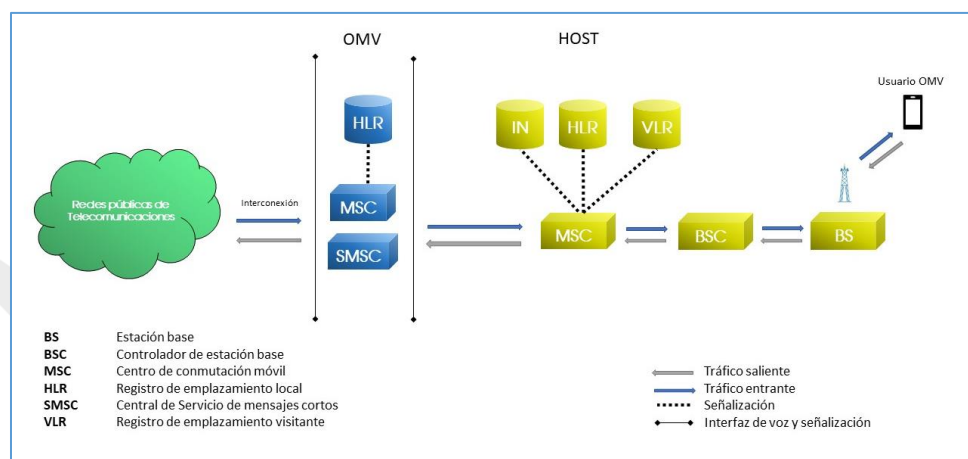 OMV
HOST
Usuario OMV
HLR
IN
HLR
VLR
Redes públicas de
Telecomunicaciones
Interconexión
MSC
SMSC
MSC
BSC
BS
BS Estación base
BSC Controlador de estación base
MSC Centro de conmutación móvil
HLR Registro de emplazamiento local
SMSC Central de Servicio de mensajes cortos
VLR Registro de emplazamiento visitante
Tráfico saliente
Tráfico entrante
Señalización
Interfaz de voz y señalización